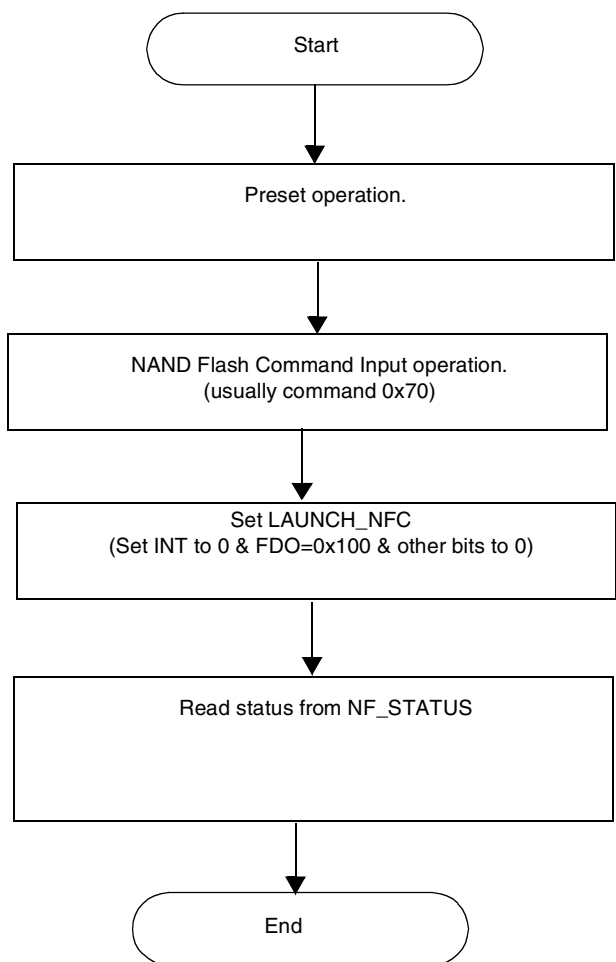 Start
Preset operation.
NAND Flash Command Input operation.
(usually command 0x70)
Set LAUNCH_NFC
(Set INT to 0 & FDO=0x100 & other bits to 0)
Read status from NF_STATUS
End